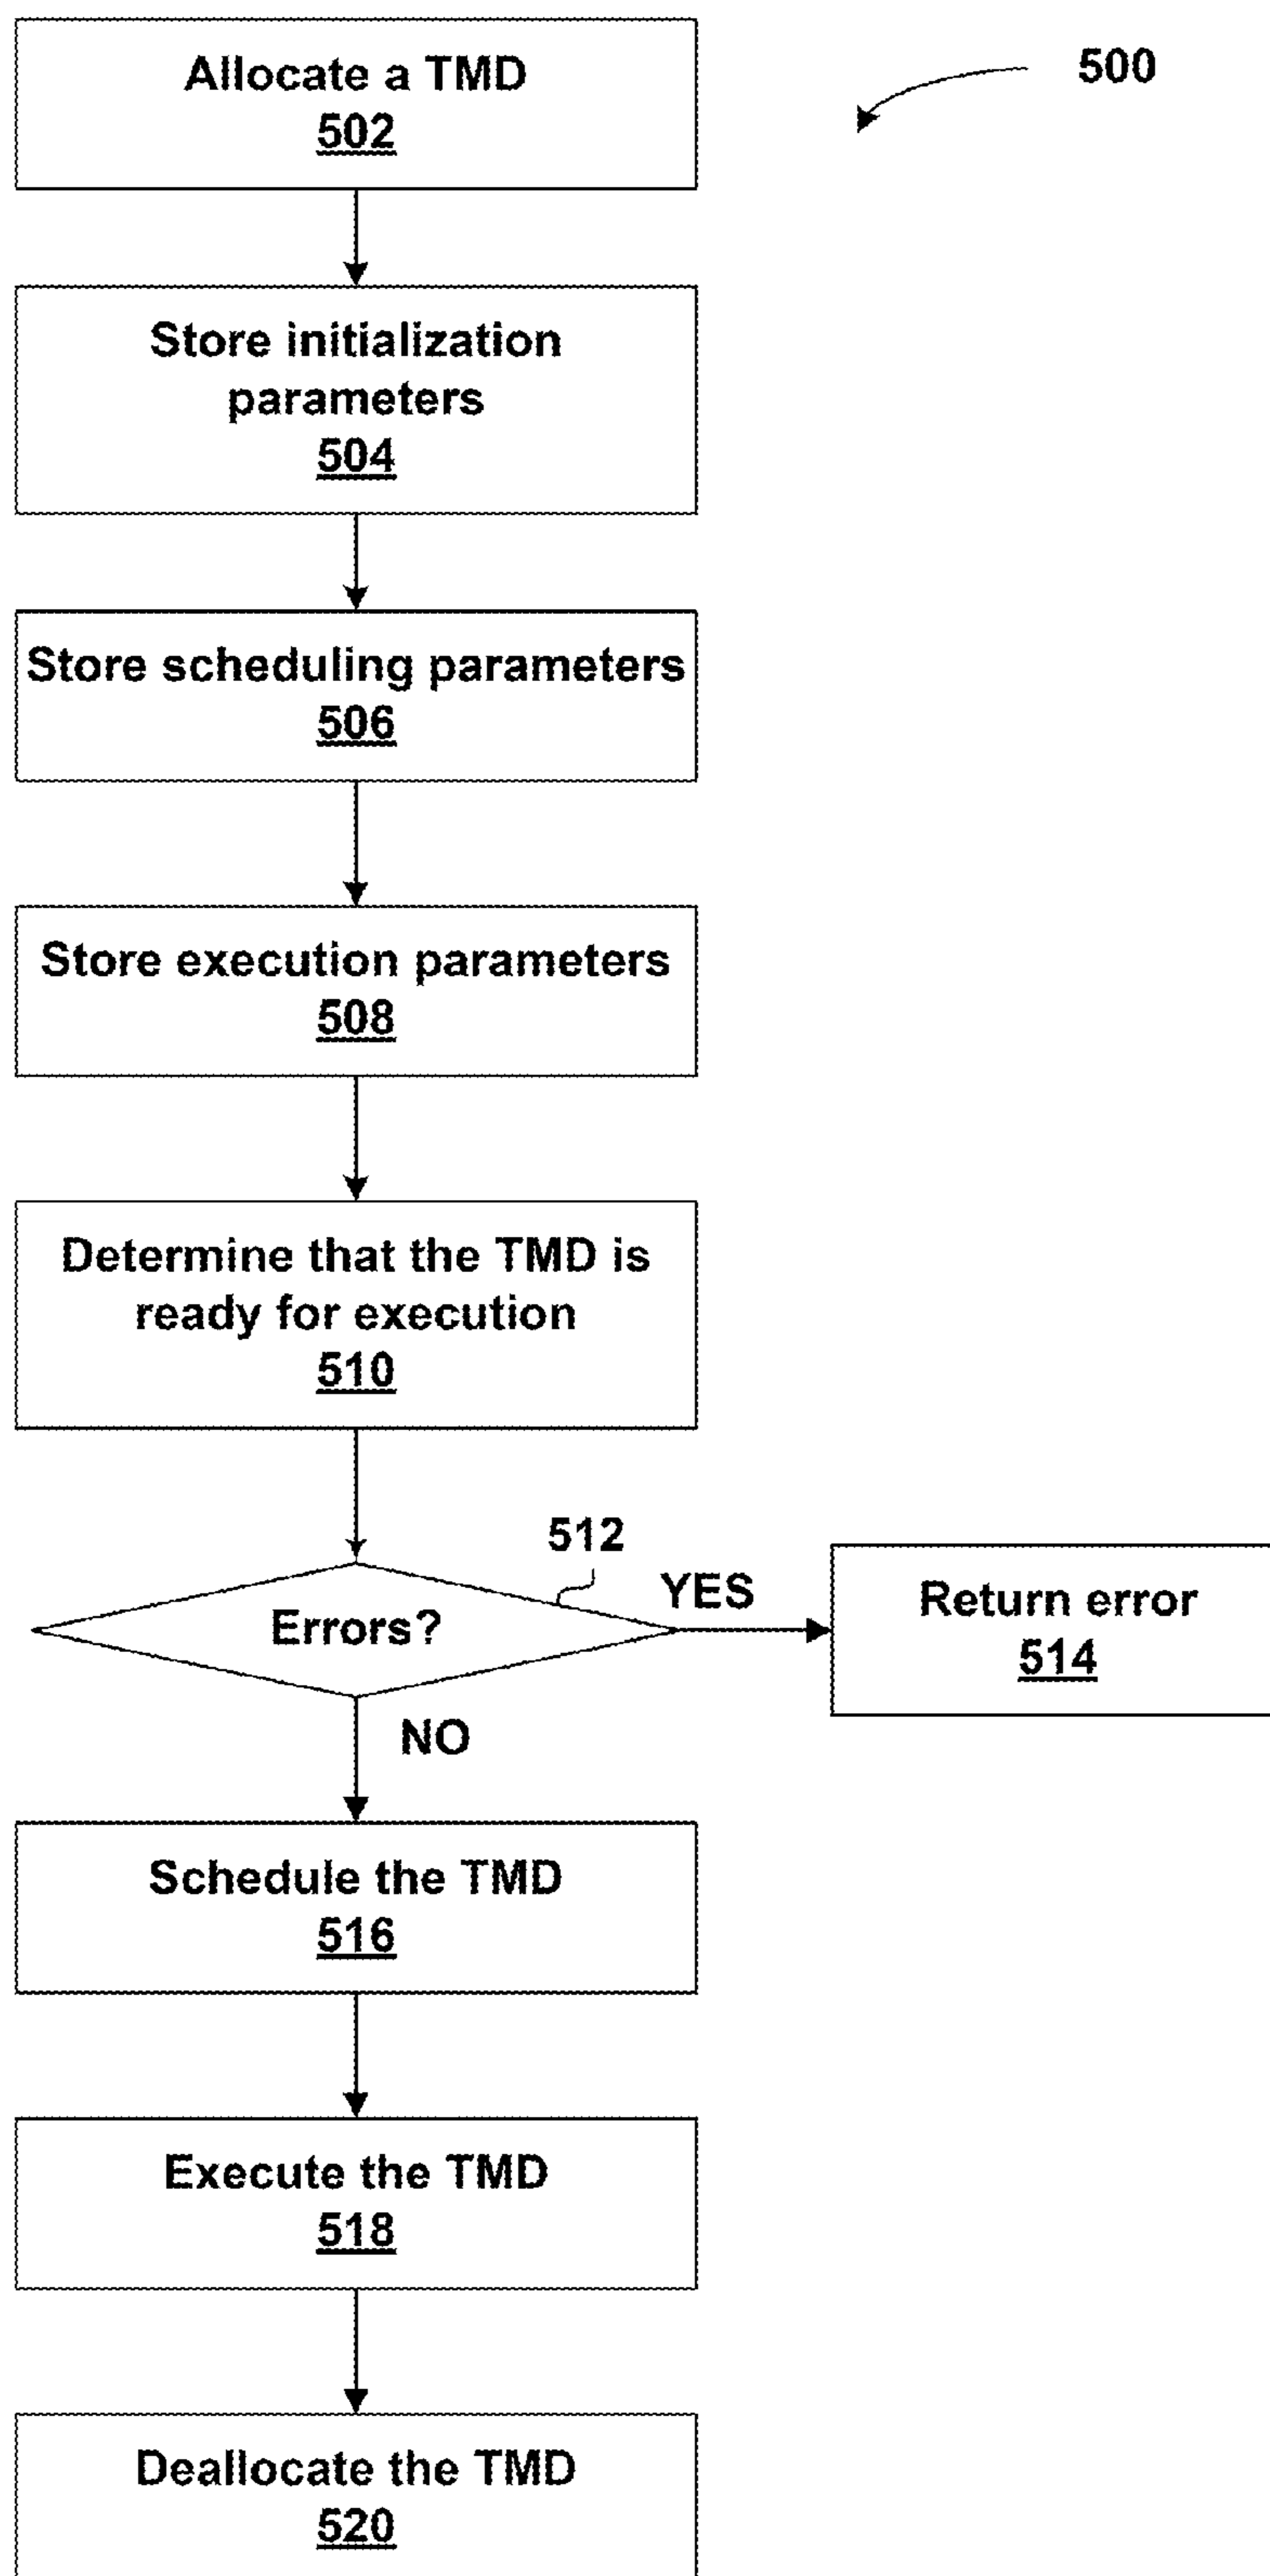 Allocate a TMD
502
500
Store initialization
parameters
504
Store scheduling parameters
506
Store execution parameters
508
Determine that the TMD is
ready for execution
510
512
Errors?
YES
Return error
514
NO
Schedule the TMD
516
Execute the TMD
518
Deallocate the TMD
520